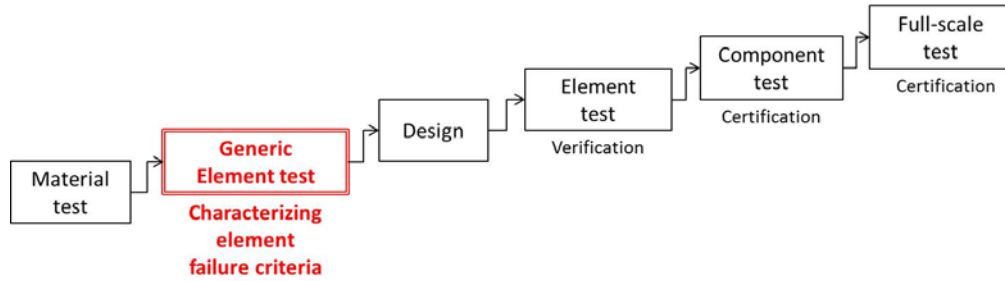 Material
test
Generic
Element test
Characterizing
element
failure criteria
Design
Element
test
Verification
Component
test
Certification
Full-scale
test
Certification